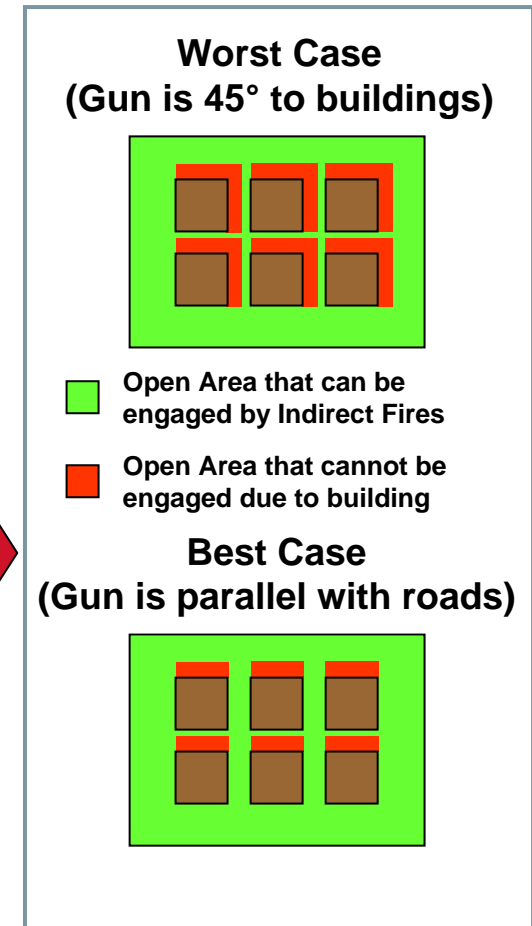 Worst Case
(Gun is 45° to buildings)
Open Area that can be
engaged by Indirect Fires
Open Area that cannot be
engaged due to building
Best Case
(Gun is parallel with roads)